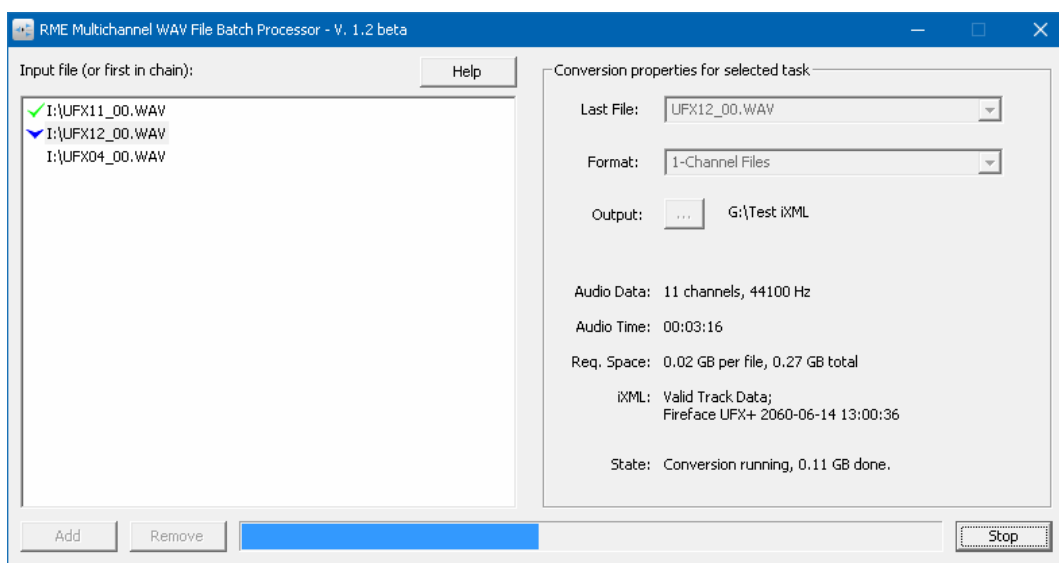 RME Multichannel WAV File Batch Processor - V. 1.2 beta
Input file (or first in chain):
Help
I:\UFX11_00.WAV
I:\UFX12_00.WAV
I:\UFX04_00.WAV
Conversion properties for selected task
Last File: UFX12_00.WAV
Format: 1-Channel Files
Output: ... G:\Test iXML
Audio Data: 11 channels, 44100 Hz
Audio Time: 00:03:16
Req. Space: 0.02 GB per file, 0.27 GB total
iXML: Valid Track Data;
Fireface UFX+ 2060-06-14 13:00:36
State: Conversion running, 0.11 GB done.
Add Remove Stop